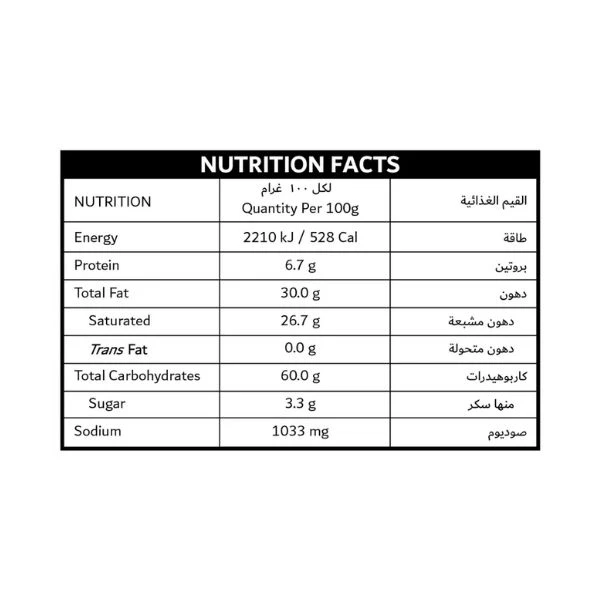 NUTRITION FACTS
NUTRITION
لكل ١٠٠ غرام
Quantity Per 100g
القيم الغذائية
Energy 2210 kJ / 528 Cal طاقة
Protein 6.7 g بروتين
Total Fat 30.0 g دهون
Saturated 26.7 g دهون مشبعة
Trans Fat 0.0 g دهون متحولة
Total Carbohydrates 60.0 g كاربوهيدرات
Sugar 3.3 g منها سكر
Sodium 1033 mg صوديوم